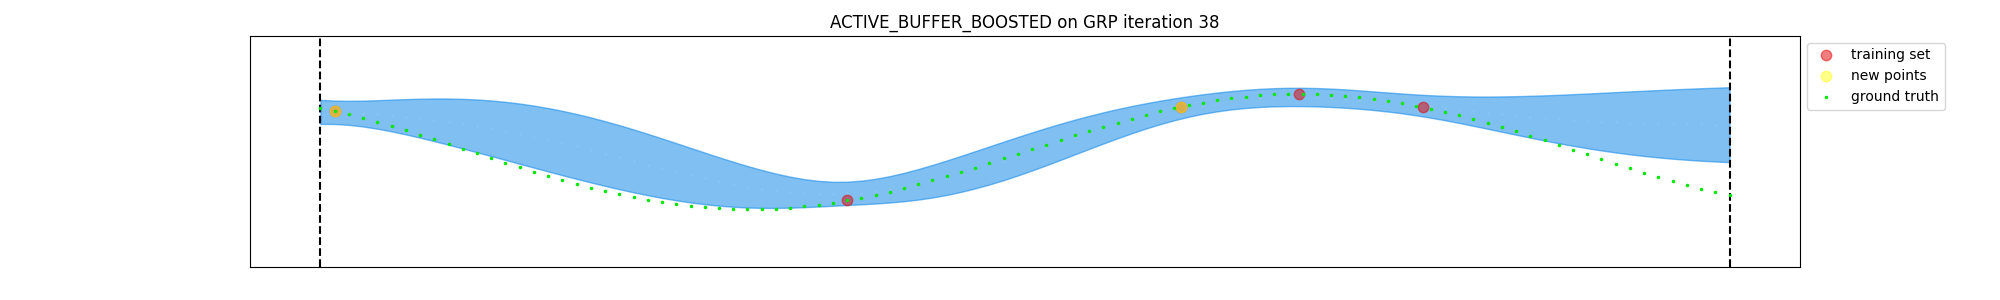 ACTIVE_BUFFER_BOOSTED on GRP iteration 38
training set
new points
ground truth